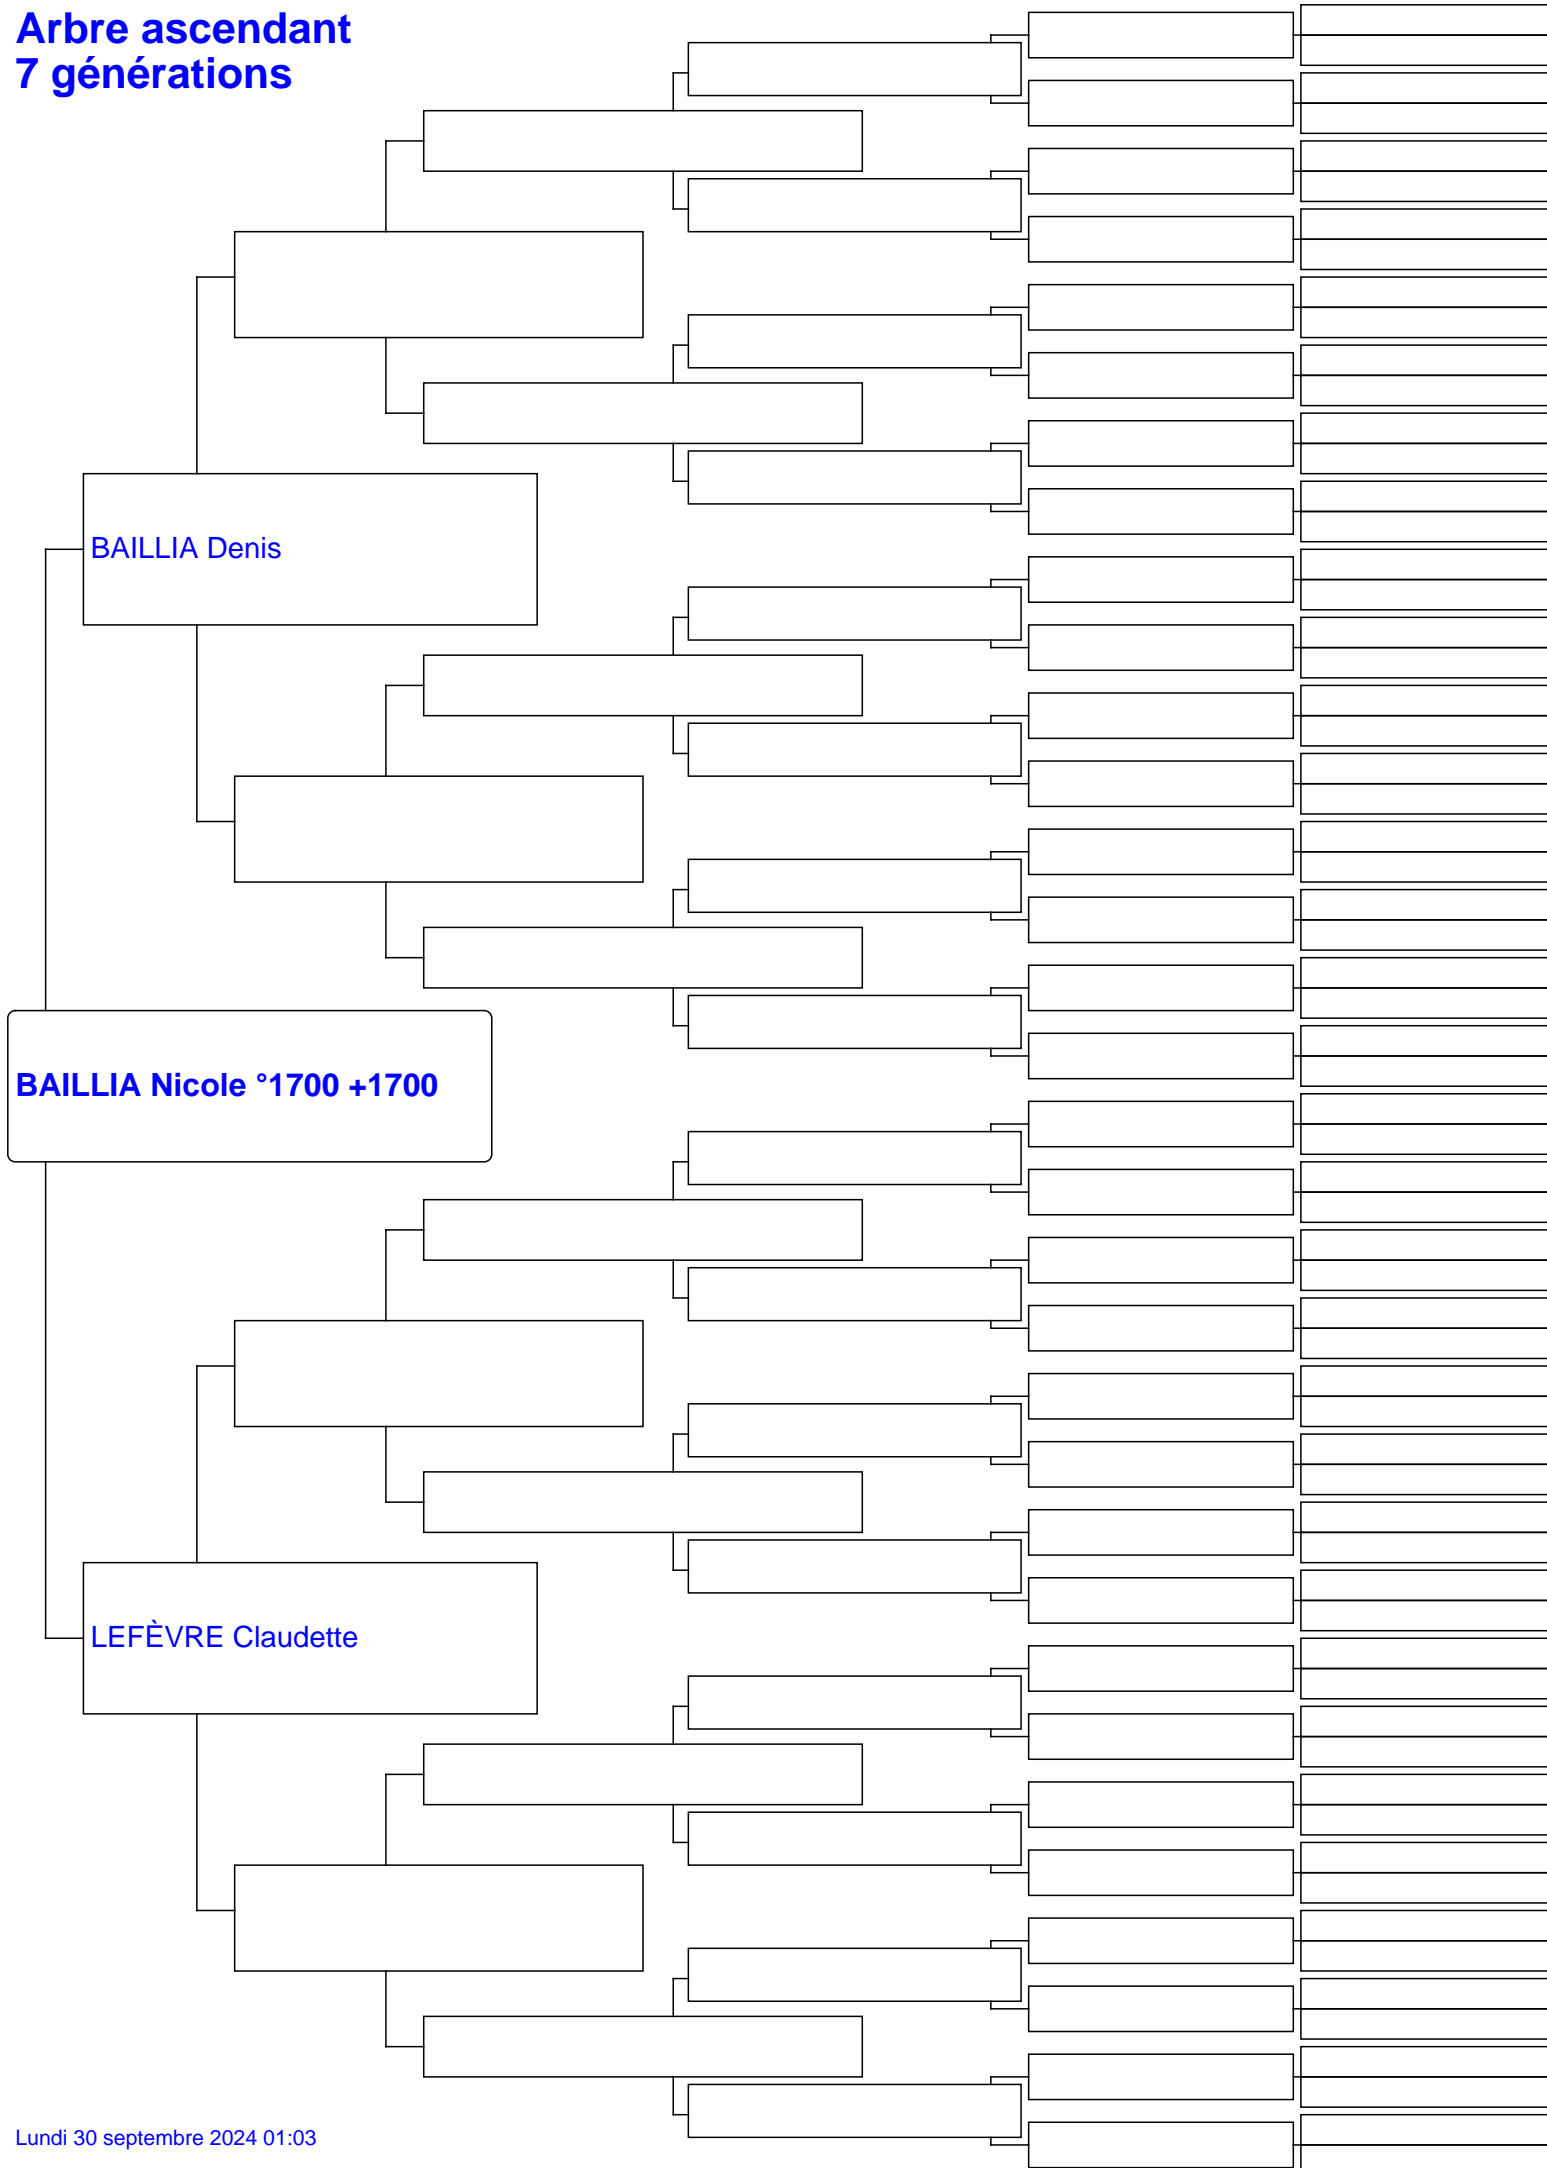 Arbre ascendant
7 générations
BAILLIA Denis
BAILLIA Nicole °1700 +1700
LEFÈVRE Claudette
Lundi 30 septembre 2024 01:03